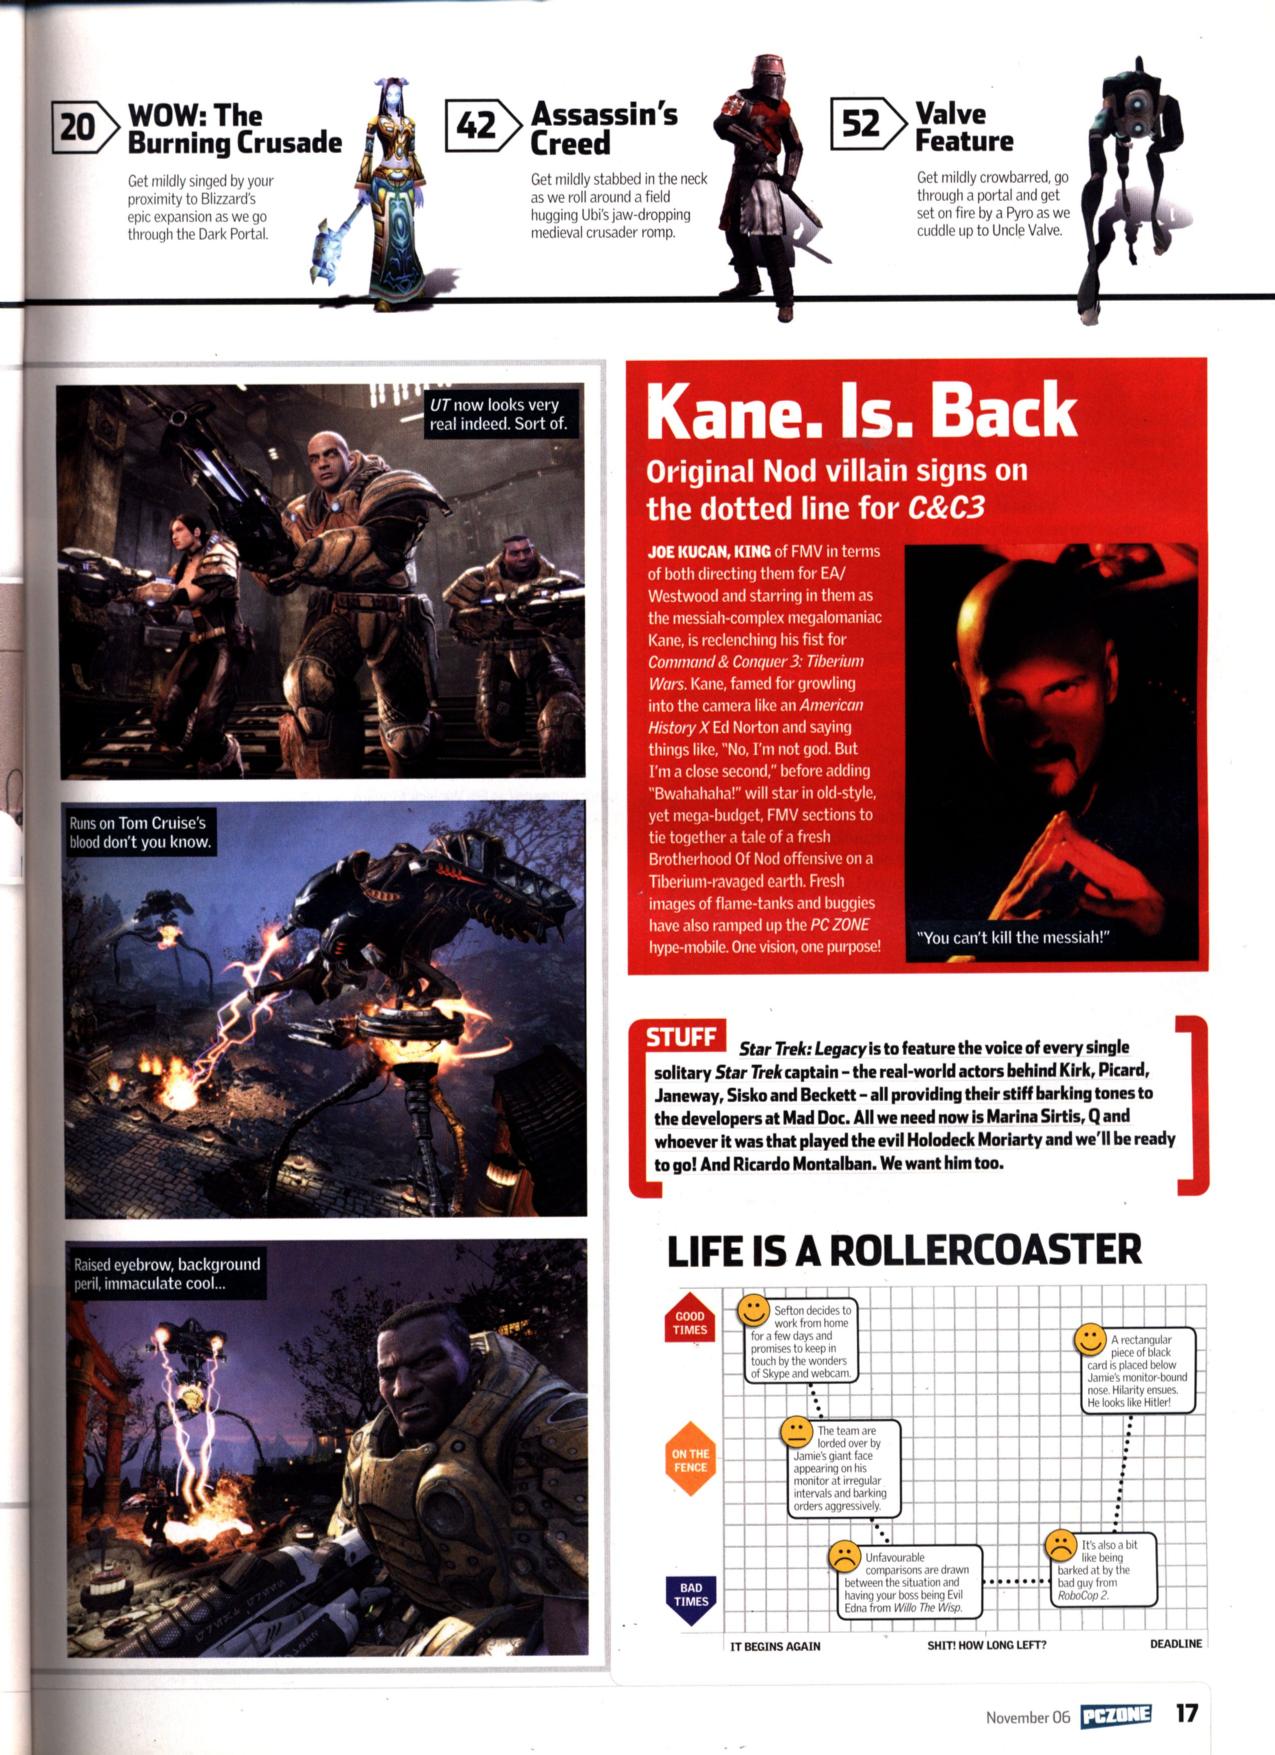 20
WOW: The
Burning Crusade
Get mildly singed by your
proximity to Blizzard's
epic expansion as we go
through the Dark Portal.
42
Assassin's
Creed
Get mildly stabbed in the neck
as we roll around a field
hugging Ubi's jaw-dropping
medieval crusader romp.
52
Valve
Feature
Get mildly crowbarred, go
through a portal and get
set on fire by a Pyro as we
cuddle up to Uncle Valve.
UT now looks very
real indeed. Sort of.
Runs on Tom Cruise's
blood don't you know.
Raised eyebrow, background
peril, immaculate cool...
Kane. Is. Back
Original Nod villain signs on
the dotted line for C&C3
JOE KUCAN, KING of FMV in terms
of both directing them for EA/
Westwood and starring in them as
the messiah-complex megalomaniac
Kane, is reclenching his fist for
Command & Conquer 3: Tiberium
Wars. Kane, famed for growling
into the camera like an American
History X Ed Norton and saying
things like, "No, I'm not god. But
I'm a close second," before adding
"Bwahahaha!" will star in old-style,
yet mega-budget, FMV sections to
tie together a tale of a fresh
Brotherhood Of Nod offensive on a
Tiberium-ravaged earth. Fresh
images of flame-tanks and buggies
have also ramped up the PC ZONE
hype-mobile. One vision, one purpose!
"You can't kill the messiah!"
STUFF
Star Trek: Legacy is to feature the voice of every single
solitary Star Trek captain – the real-world actors behind Kirk, Picard,
Janeway, Sisko and Beckett – all providing their stiff barking tones to
the developers at Mad Doc. All we need now is Marina Sirtis, Q and
whoever it was that played the evil Holodeck Moriarty and we'll be ready
to go! And Ricardo Montalban. We want him too.
LIFE IS A ROLLERCOASTER
GOOD
TIMES
ON THE
FENCE
BAD
TIMES
Sefton decides to
work from home
for a few days and
promises to keep in
touch by the wonders
of Skype and webcam.
The team are
lorded over by
Jamie's giant face
appearing on his
monitor at irregular
intervals and barking
orders aggressively.
Unfavourable
comparisons are drawn
between the situation and
having your boss being Evil
Edna from Willo The Wisp.
It's also a bit
like being
barked at by the
bad guy from
RoboCop 2.
A rectangular
piece of black
card is placed below
Jamie's monitor-bound
nose. Hilarity ensues.
He looks like Hitler!
IT BEGINS AGAIN
SHIT! HOW LONG LEFT?
DEADLINE
November 06 PCZONE 17